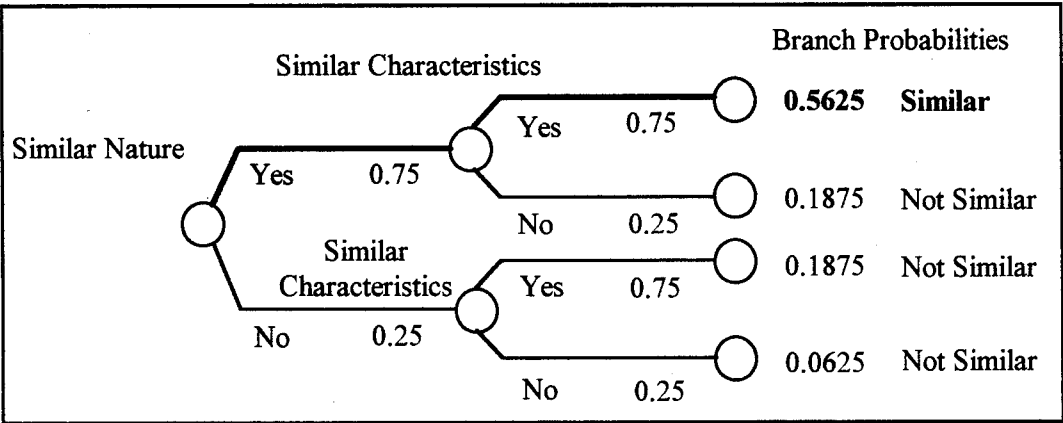 Branch Probabilities
Similar Characteristics
0.5625 Similar
Yes 0.75
Similar Nature
Yes 0.75
0.1875 Not Similar
No 0.25
Similar
Characteristics
0.1875 Not Similar
Yes 0.75
No 0.25
0.0625 Not Similar
No 0.25